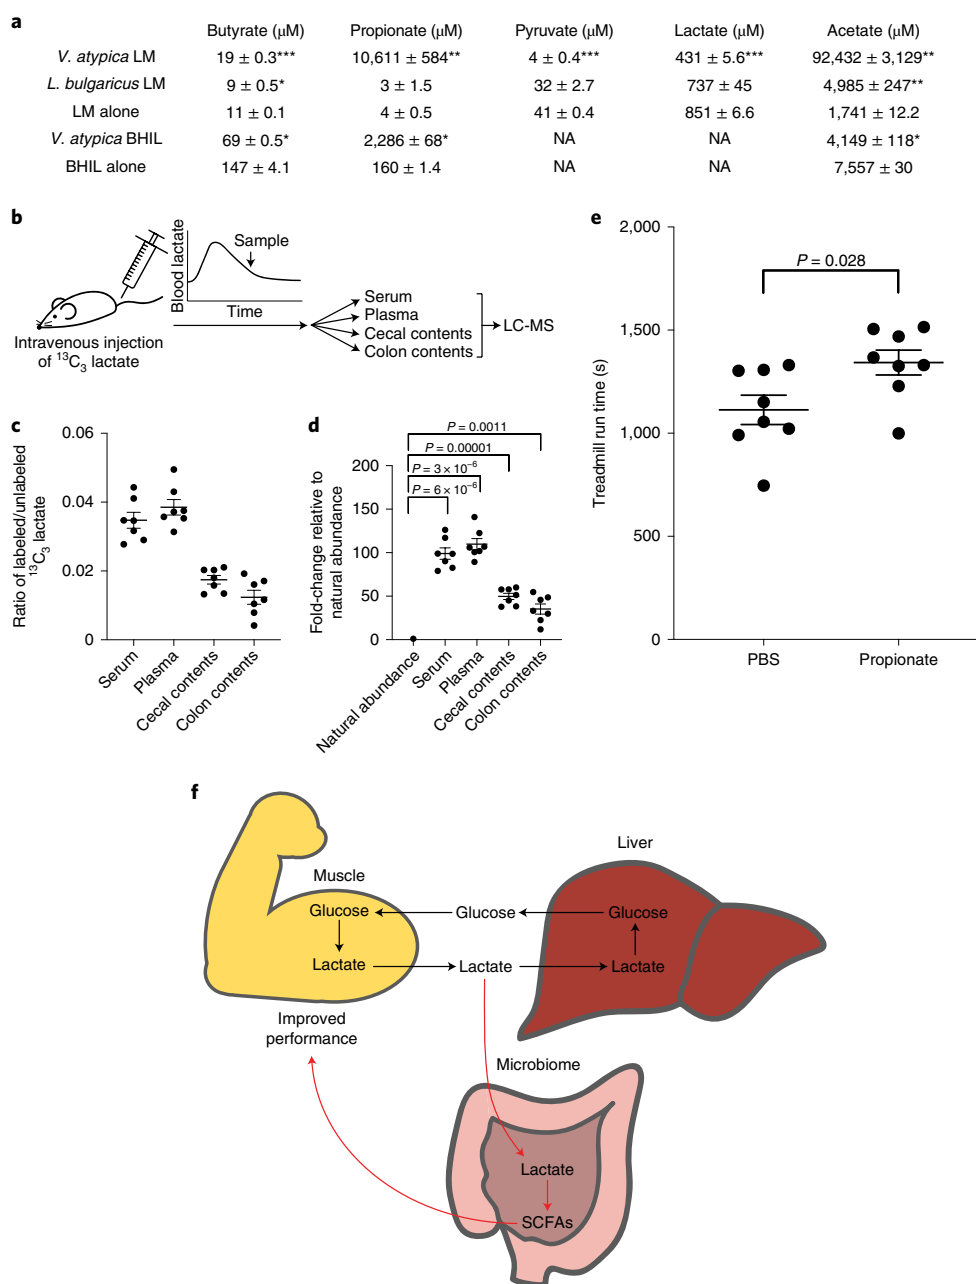 a
Butyrate (µM) Propionate (µM) Pyruvate (µM) Lactate (µM) Acetate (µM)
V. atypica LM 19 ± 0.3*** 10,611 ± 584** 4 ± 0.4*** 431 ± 5.6*** 92,432 ± 3,129**
L. bulgaricus LM 9 ± 0.5* 3 ± 1.5 32 ± 2.7 737 ± 45 4,985 ± 247**
LM alone 11 ± 0.1 4 ± 0.5 41 ± 0.4 851 ± 6.6 1,741 ± 12.2
V. atypica BHIL 69 ± 0.5* 2,286 ± 68* NA NA 4,149 ± 118*
BHIL alone 147 ± 4.1 160 ± 1.4 NA NA 7,557 ± 30
b
Blood lactate
Sample
Time
Intravenous injection
of ¹³C₃ lactate
Serum
Plasma
Cecal contents
Colon contents
LC-MS
c
Ratio of labeled/unlabeled
¹³C₃ lactate
0.06
0.04
0.02
0
Serum
Plasma
Cecal contents
Colon contents
d
P = 0.0011
P = 0.00001
P = 3 × 10⁻⁶
P = 6 × 10⁻⁶
Fold-change relative to
natural abundance
200
150
100
50
0
Natural abundance
Serum
Plasma
Cecal contents
Colon contents
e
P = 0.028
Treadmill run time (s)
2,000
1,500
1,000
500
0
PBS
Propionate
f
Muscle
Liver
Glucose
Glucose
Glucose
Lactate
Lactate
Lactate
Improved
performance
Microbiome
Lactate
SCFAs